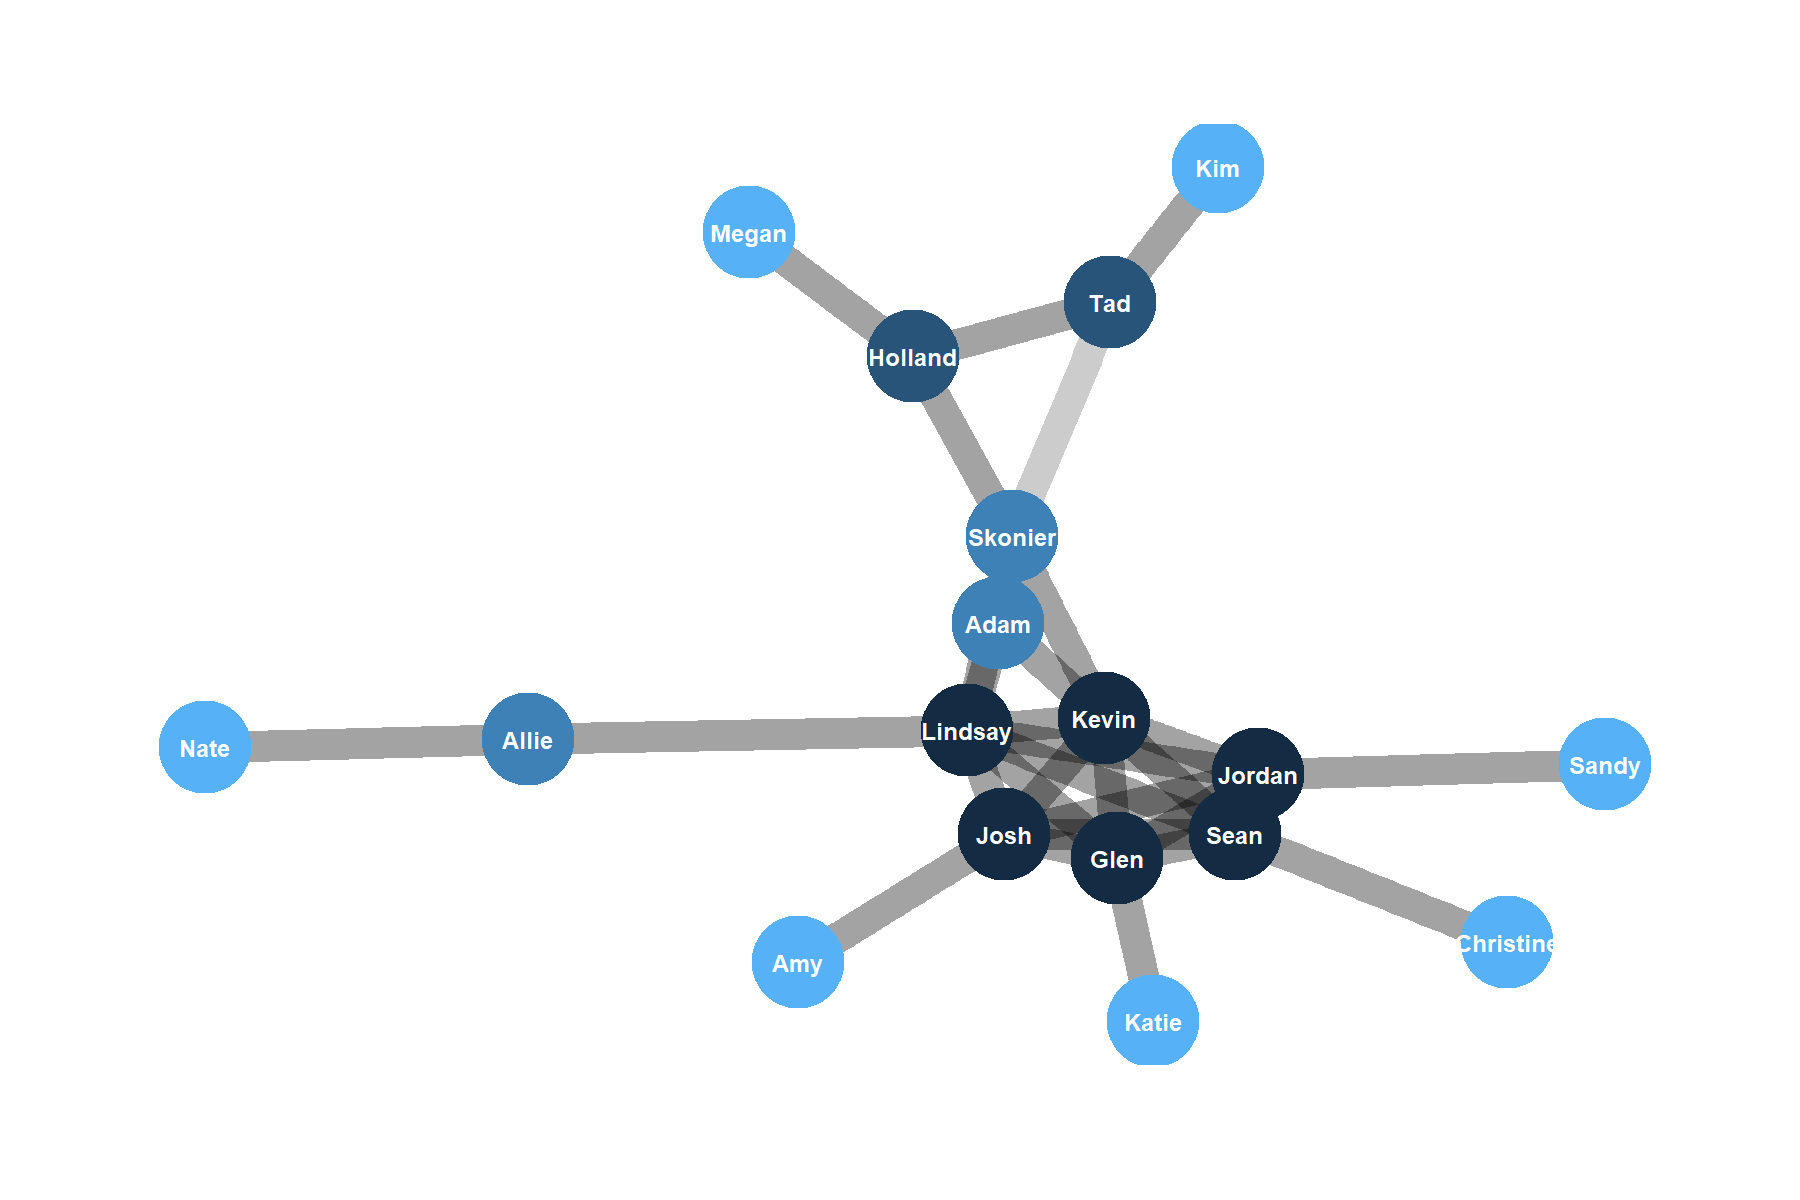 Kim
Megan
Tad
Holland
Skonier
Adam
Kevin
Lindsay
Nate
Allie
Jordan
Sandy
Josh
Sean
Glen
Christine
Amy
Katie